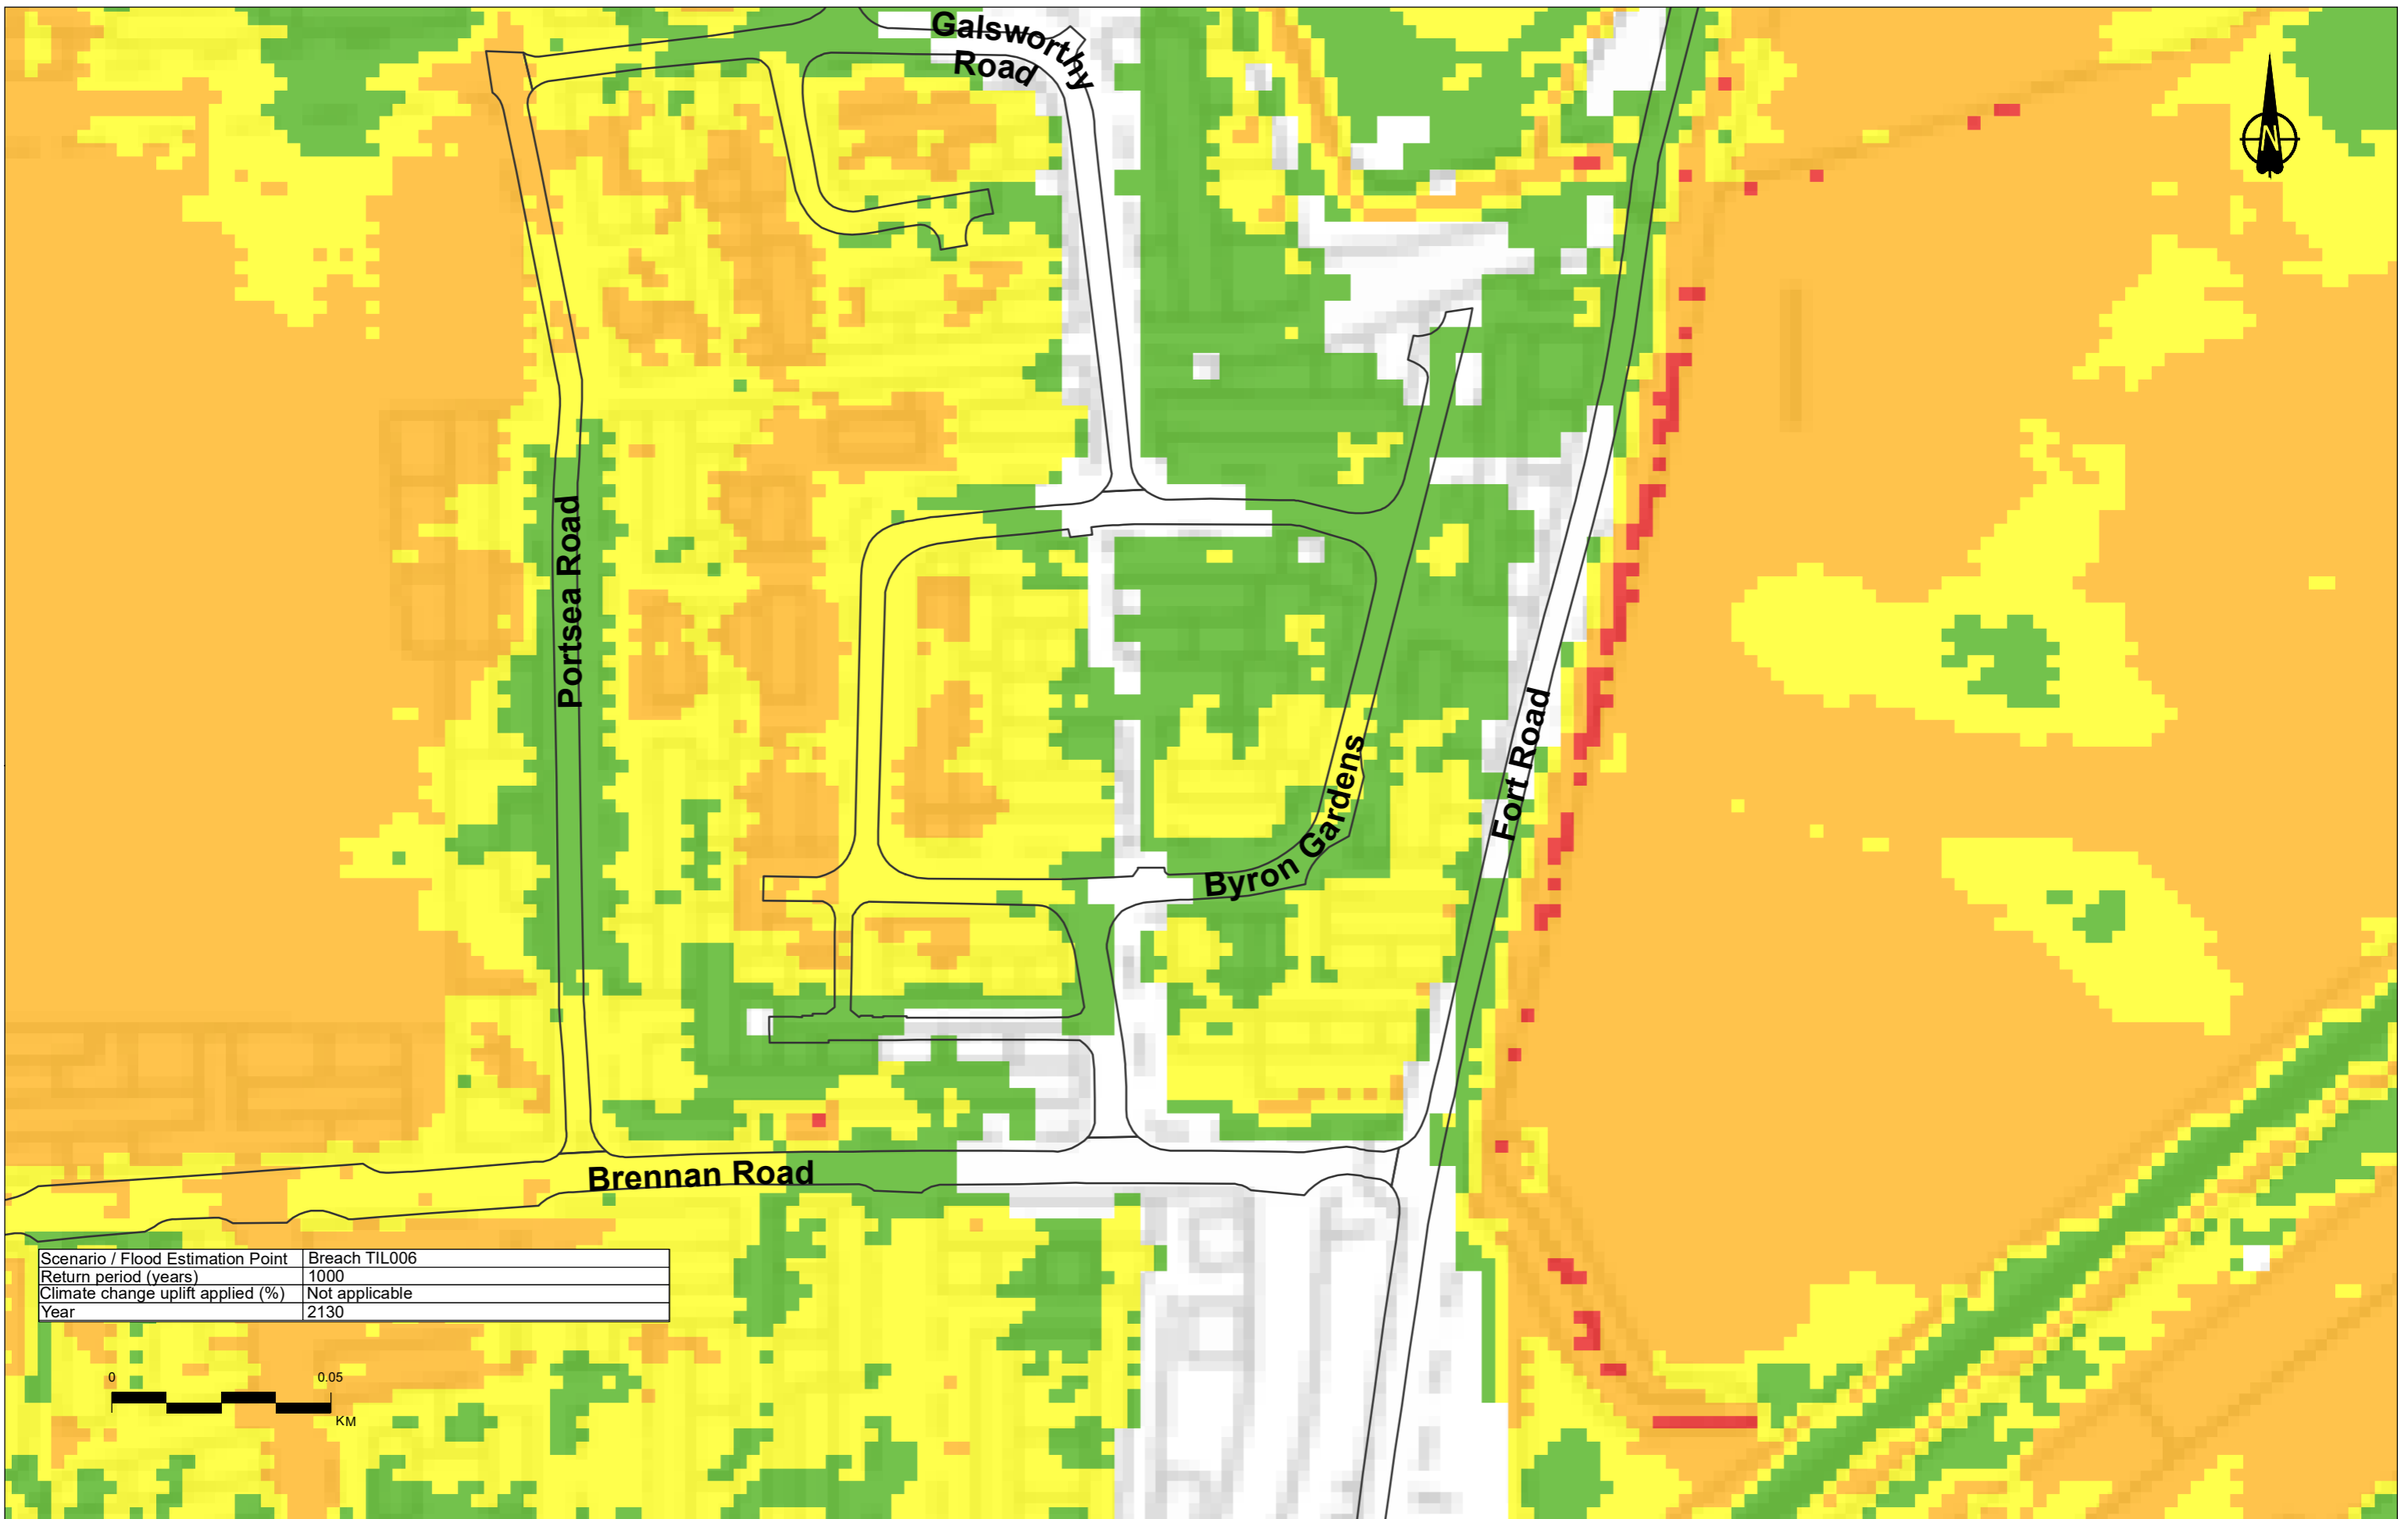 Galsworthy
Road
N
Portsea Road
Fort Road
Byron Gardens
Brennan Road
Scenario / Flood Estimation Point Breach TIL006
Return period (years) 1000
Climate change uplift applied (%) Not applicable
Year 2130
0 0.05
KM